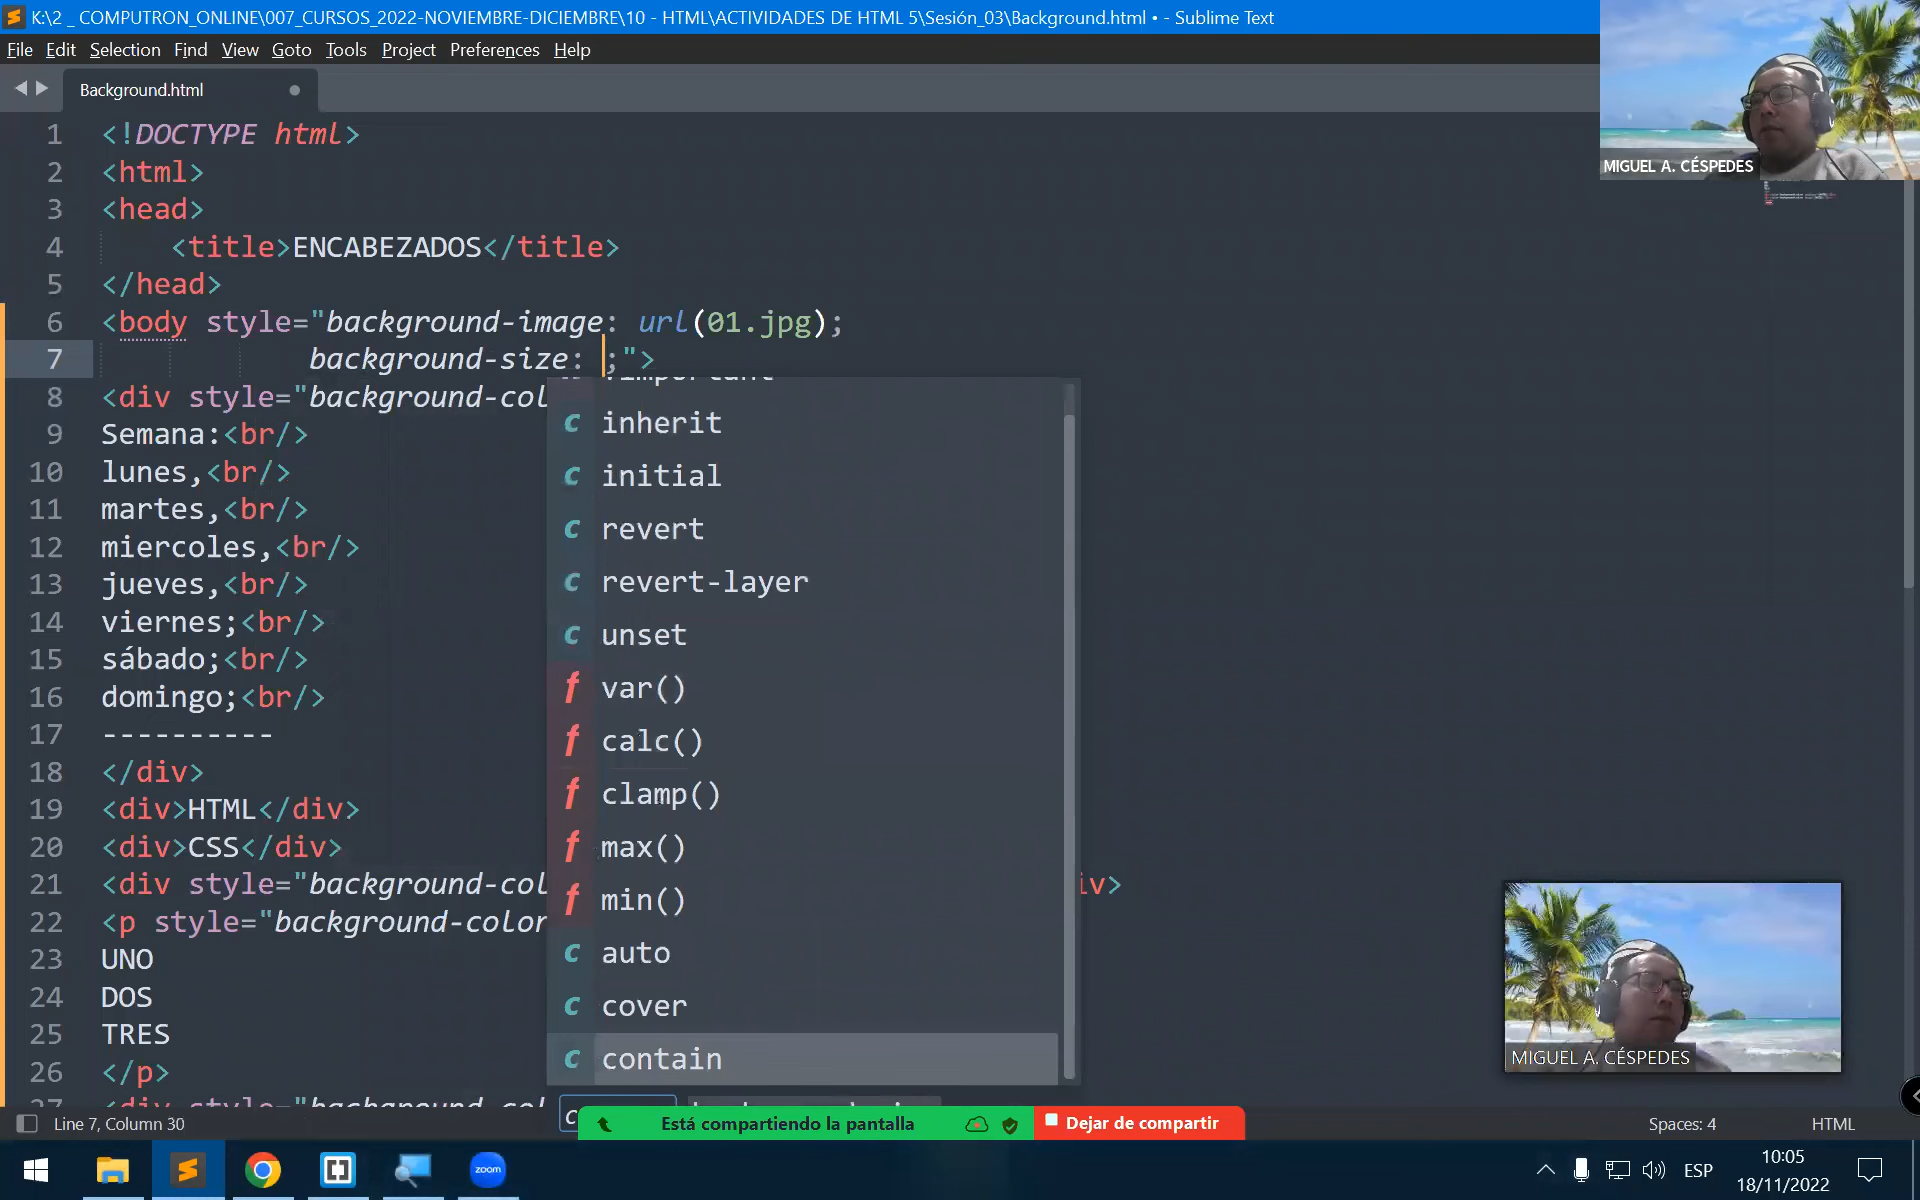 K:\2 _ COMPUTRON_ONLINE\007_CURSOS_2022-NOVIEMBRE-DICIEMBRE\10 - HTML\ACTIVIDADES DE HTML 5\Sesión_03\Background.html • - Sublime Text
File Edit Selection Find View Goto Tools Project Preferences Help
MIGUEL A. CÉSPEDES
Background.html
1 <!DOCTYPE html>
2 <html>
3 <head>
4 <title>ENCABEZADOS</title>
5 </head>
6 <body style="background-image: url(01.jpg);
7 background-size: ;">
8 <div style="background-col
9 Semana:<br/>
10 lunes,<br/>
11 martes,<br/>
12 miercoles,<br/>
13 jueves,<br/>
14 viernes;<br/>
15 sábado;<br/>
16 domingo;<br/>
17 ----------
18 </div>
19 <div>HTML</div>
20 <div>CSS</div>
21 <div style="background-col iv>
22 <p style="background-color
23 UNO
24 DOS
25 TRES
26 </p>
27 <div style="background-col
c inherit
c initial
c revert
c revert-layer
c unset
f var()
f calc()
f clamp()
f max()
f min()
c auto
c cover
c contain
MIGUEL A. CÉSPEDES
Está compartiendo la pantalla
Dejar de compartir
Line 7, Column 30
Spaces: 4
HTML
zoom
ESP
10:05
18/11/2022